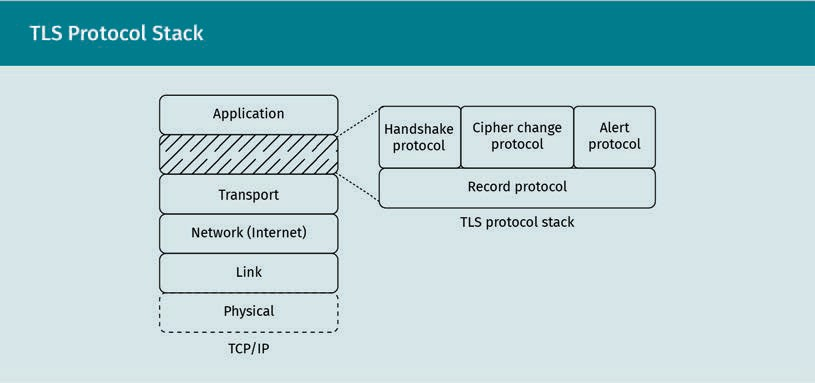 TLS Protocol Stack
Application
Transport
Network (Internet)
Link
Physical
TCP/IP
Handshake
protocol
Cipher change
protocol
Alert
protocol
Record protocol
TLS protocol stack